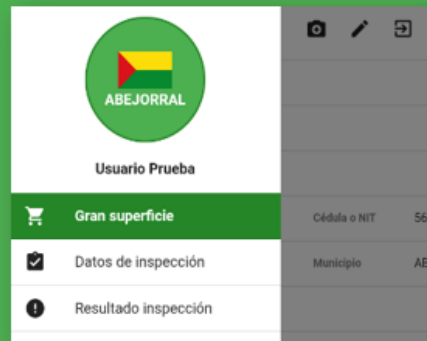 ABEJORRAL
Usuario Prueba
Gran superficie
Cédula o NIT 56
Datos de inspección
Municipio AB
Resultado inspección